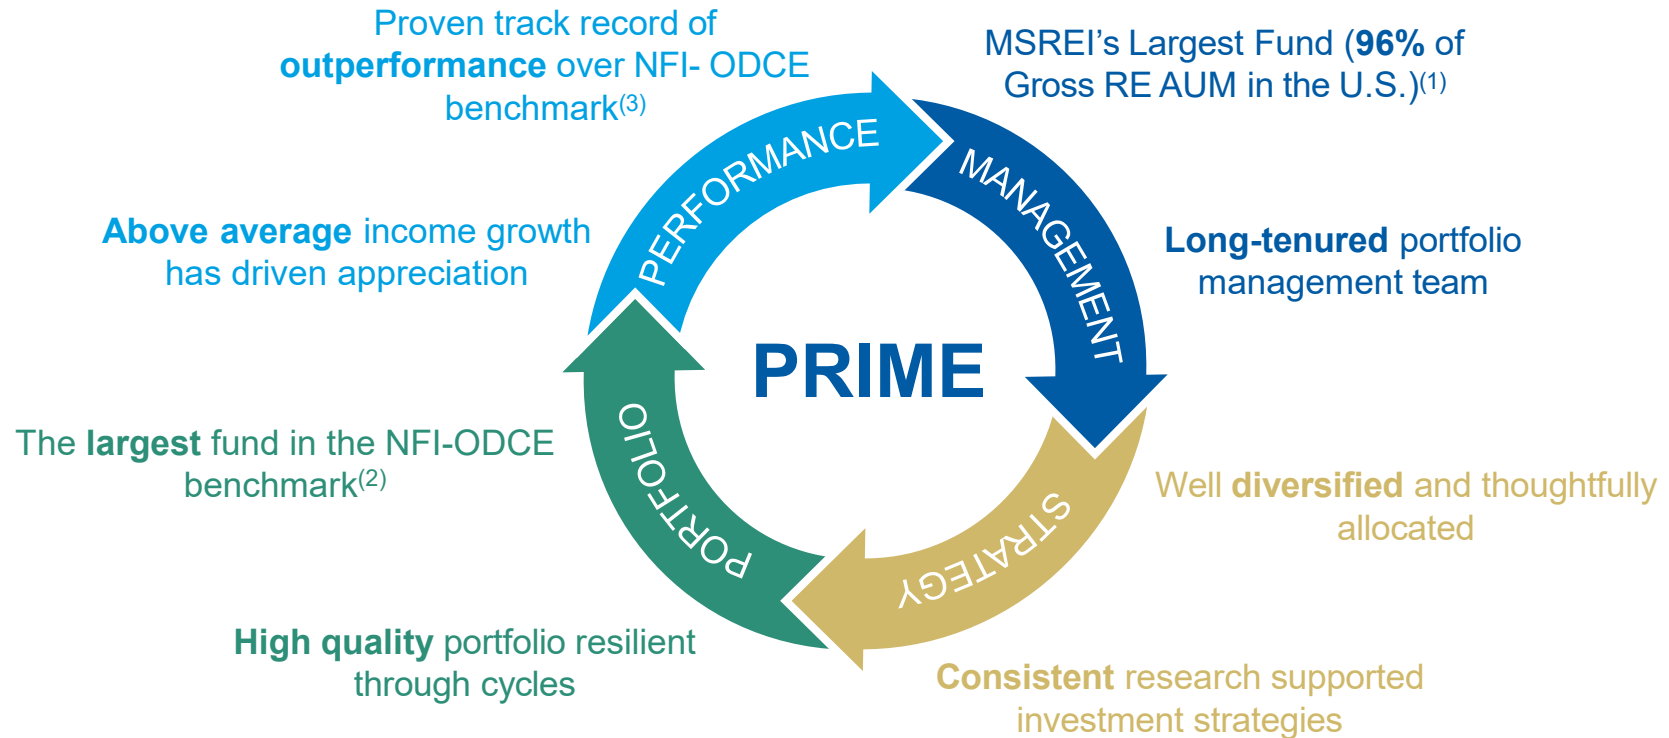 Proven track record of
outperformance over NFI- ODCE
benchmark(3)
MSREI's Largest Fund (96% of
Gross RE AUM in the U.S.)(1)
PERFORMANCE
MANAGEMENT
Above average income growth
has driven appreciation
Long-tenured portfolio
management team
PRIME
The largest fund in the NFI-ODCE
benchmark(2)
PORTFOLIO
STRATEGY
Well diversified and thoughtfully
allocated
High quality portfolio resilient
through cycles
Consistent research supported
investment strategies